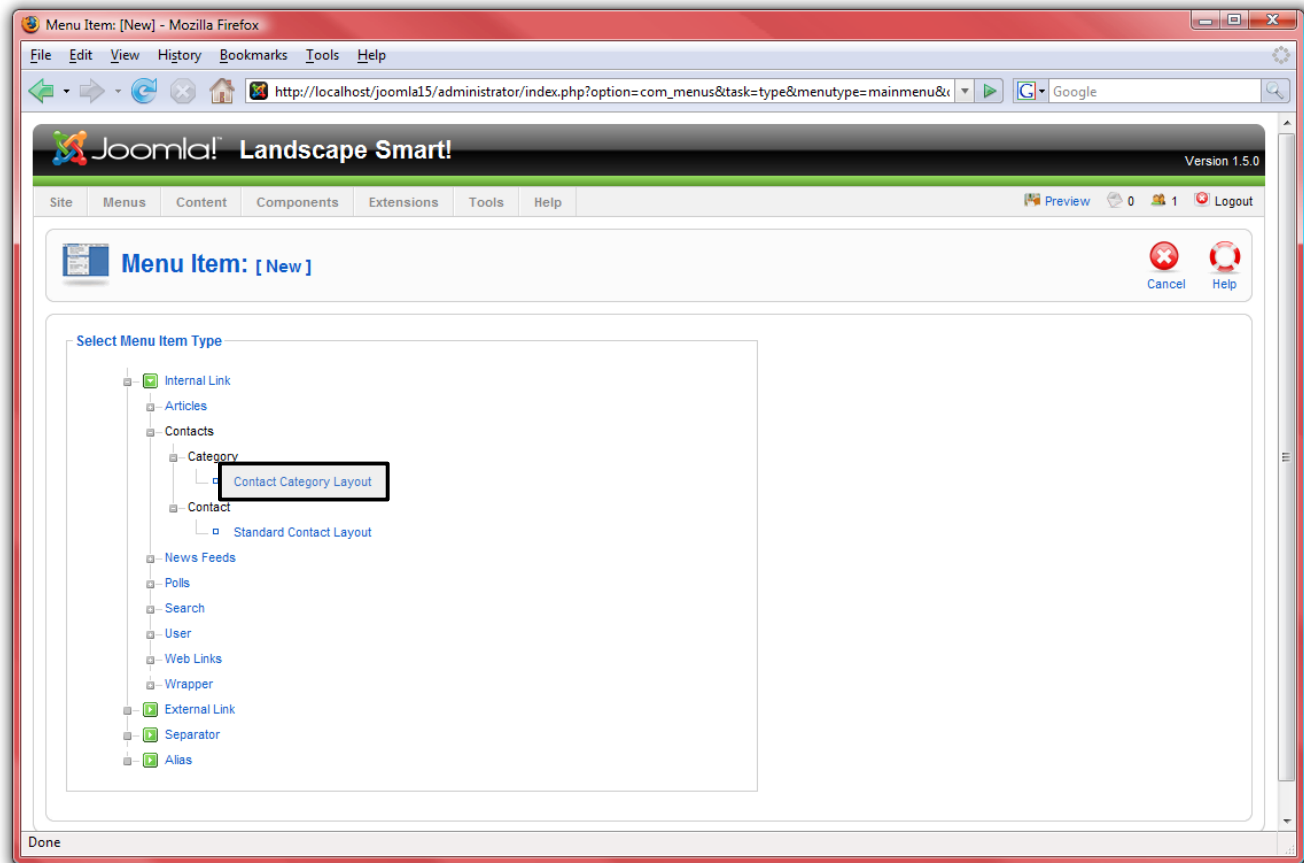 Menu Item: [New] - Mozilla Firefox
File Edit View History Bookmarks Tools Help
http://localhost/joomla15/administrator/index.php?option=com_menus&task=type&menutype=mainmenu& Google
Joomla!™ Landscape Smart!
Version 1.5.0
Site Menus Content Components Extensions Tools Help Preview 0 1 Logout
Menu Item: [ New ]
Cancel Help
Select Menu Item Type
Internal Link
Articles
Contacts
Category
Contact Category Layout
Contact
Standard Contact Layout
News Feeds
Polls
Search
User
Web Links
Wrapper
External Link
Separator
Alias
Done